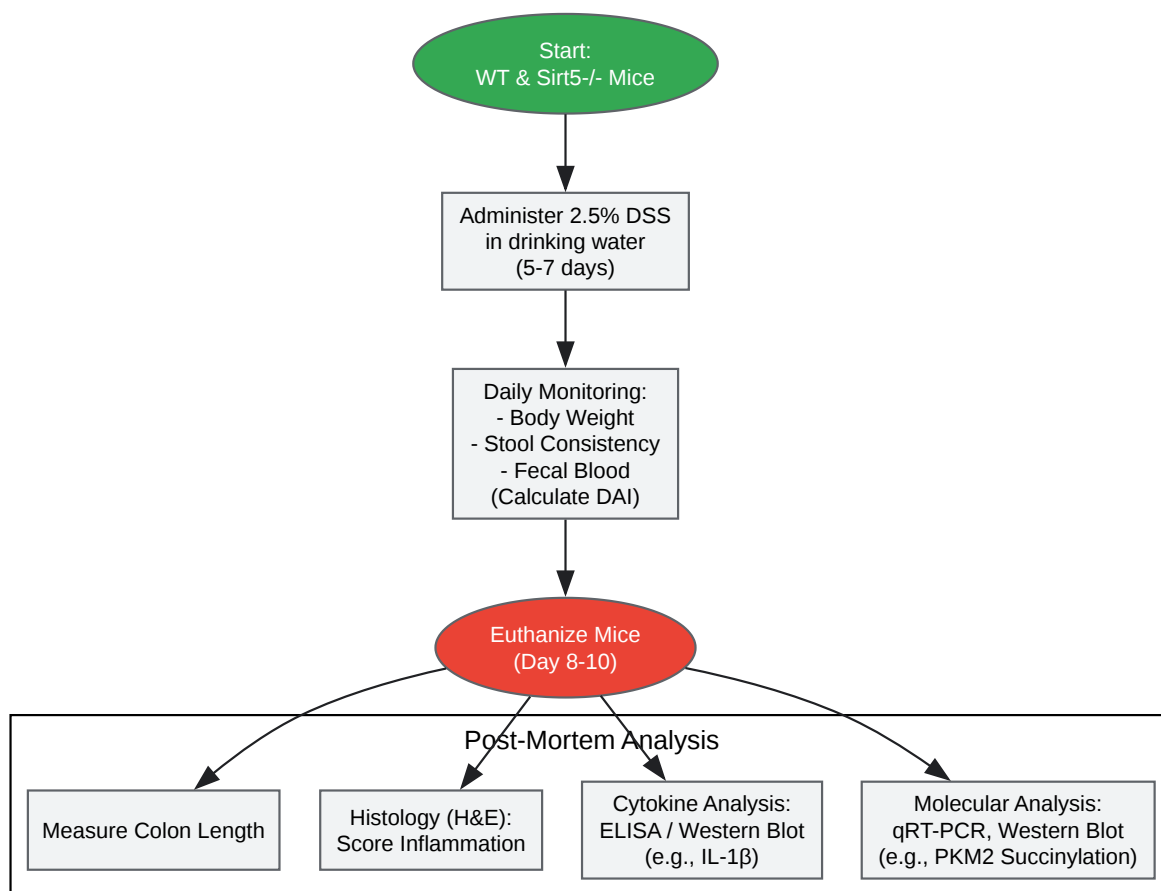 Start:
WT & Sirt5-/- Mice
Administer 2.5% DSS
in drinking water
(5-7 days)
Daily Monitoring:
- Body Weight
- Stool Consistency
- Fecal Blood
(Calculate DAI)
Euthanize Mice
(Day 8-10)
Post-Mortem Analysis
Measure Colon Length
Histology (H&E):
Score Inflammation
Cytokine Analysis:
ELISA / Western Blot
(e.g., IL-1β)
Molecular Analysis:
qRT-PCR, Western Blot
(e.g., PKM2 Succinylation)